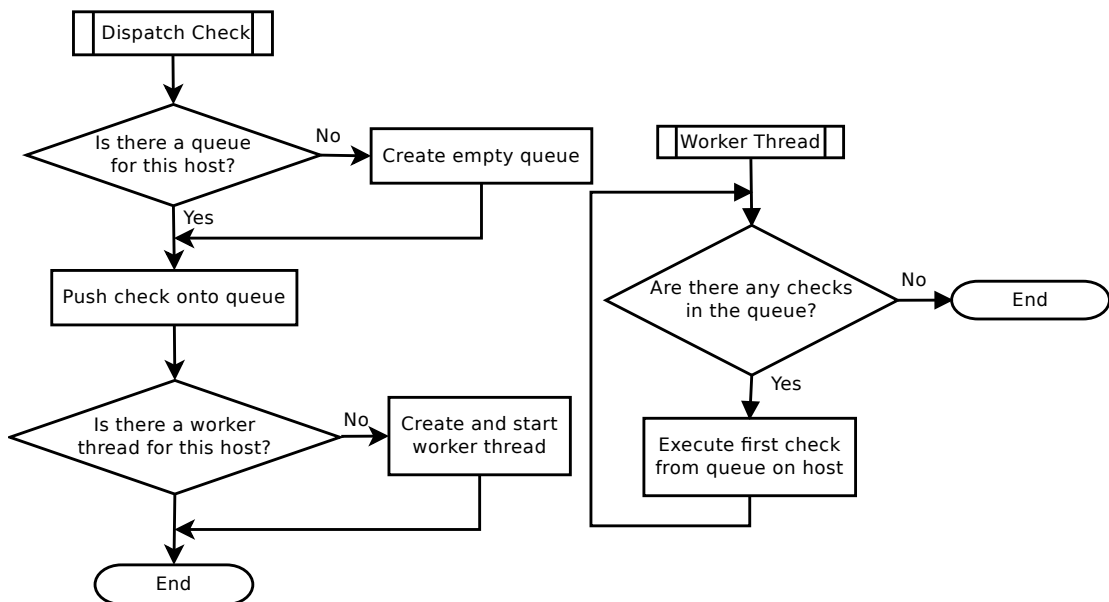 Dispatch Check
Is there a queue
for this host?
No
Create empty queue
Yes
Push check onto queue
Is there a worker
thread for this host?
No
Create and start
worker thread
End
Worker Thread
Are there any checks
in the queue?
No
End
Yes
Execute first check
from queue on host